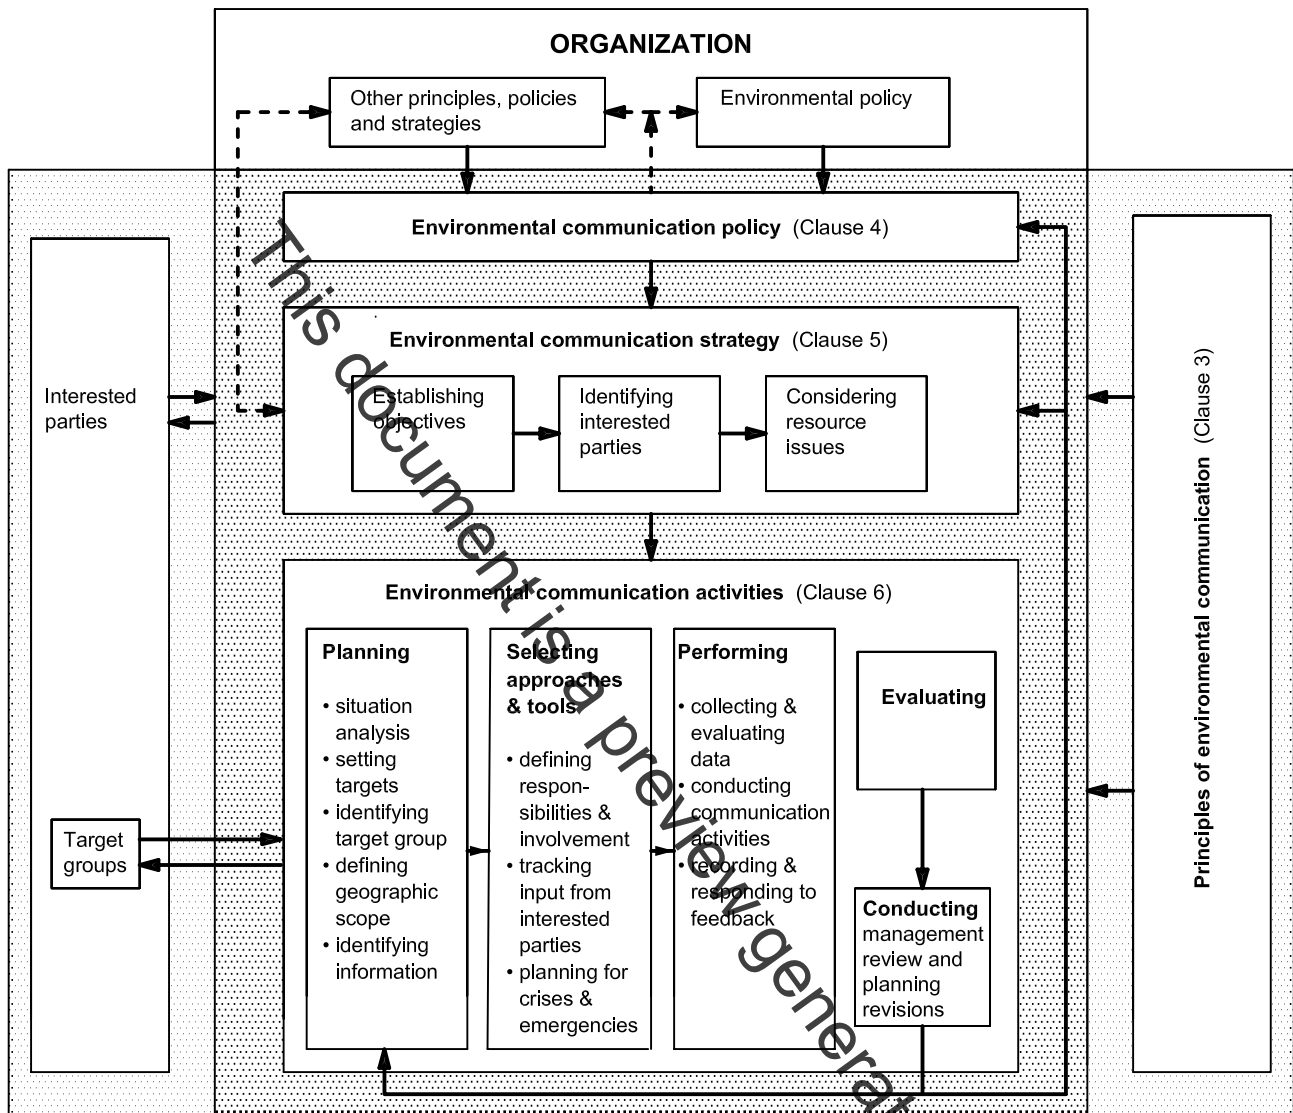 ORGANIZATION
Other principles, policies
and strategies
Environmental policy
Environmental communication policy (Clause 4)
Environmental communication strategy (Clause 5)
Establishing
objectives
Identifying
interested
parties
Considering
resource
issues
Interested
parties
Environmental communication activities (Clause 6)
Planning
• situation
analysis
• setting
targets
• identifying
target group
• defining
geographic
scope
• identifying
information
Selecting
approaches
& tools
• defining
respon-
sibilities &
involvement
• tracking
input from
interested
parties
• planning for
crises &
emergencies
Performing
• collecting &
evaluating
data
• conducting
communication
activities
• recording &
responding to
feedback
Evaluating
Conducting
management
review and
planning
revisions
Target
groups
Principles of environmental communication (Clause 3)
This document is a preview generat